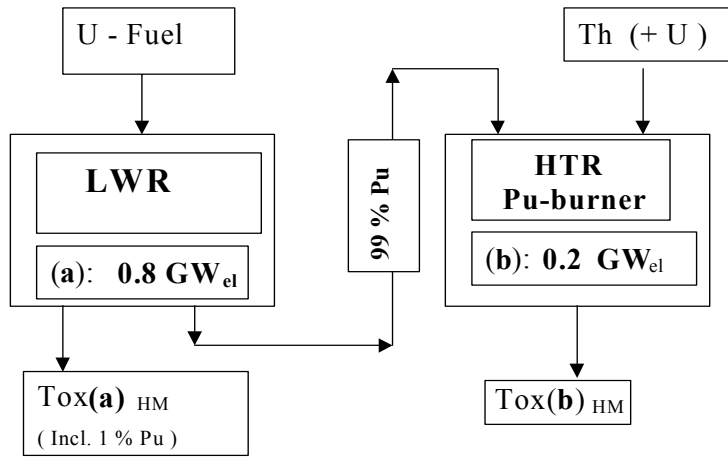 U - Fuel
Th (+ U )
LWR
(a): 0.8 GWel
99 % Pu
HTR
Pu-burner
(b): 0.2 GWel
Tox(a) HM
( Incl. 1 % Pu )
Tox(b) HM